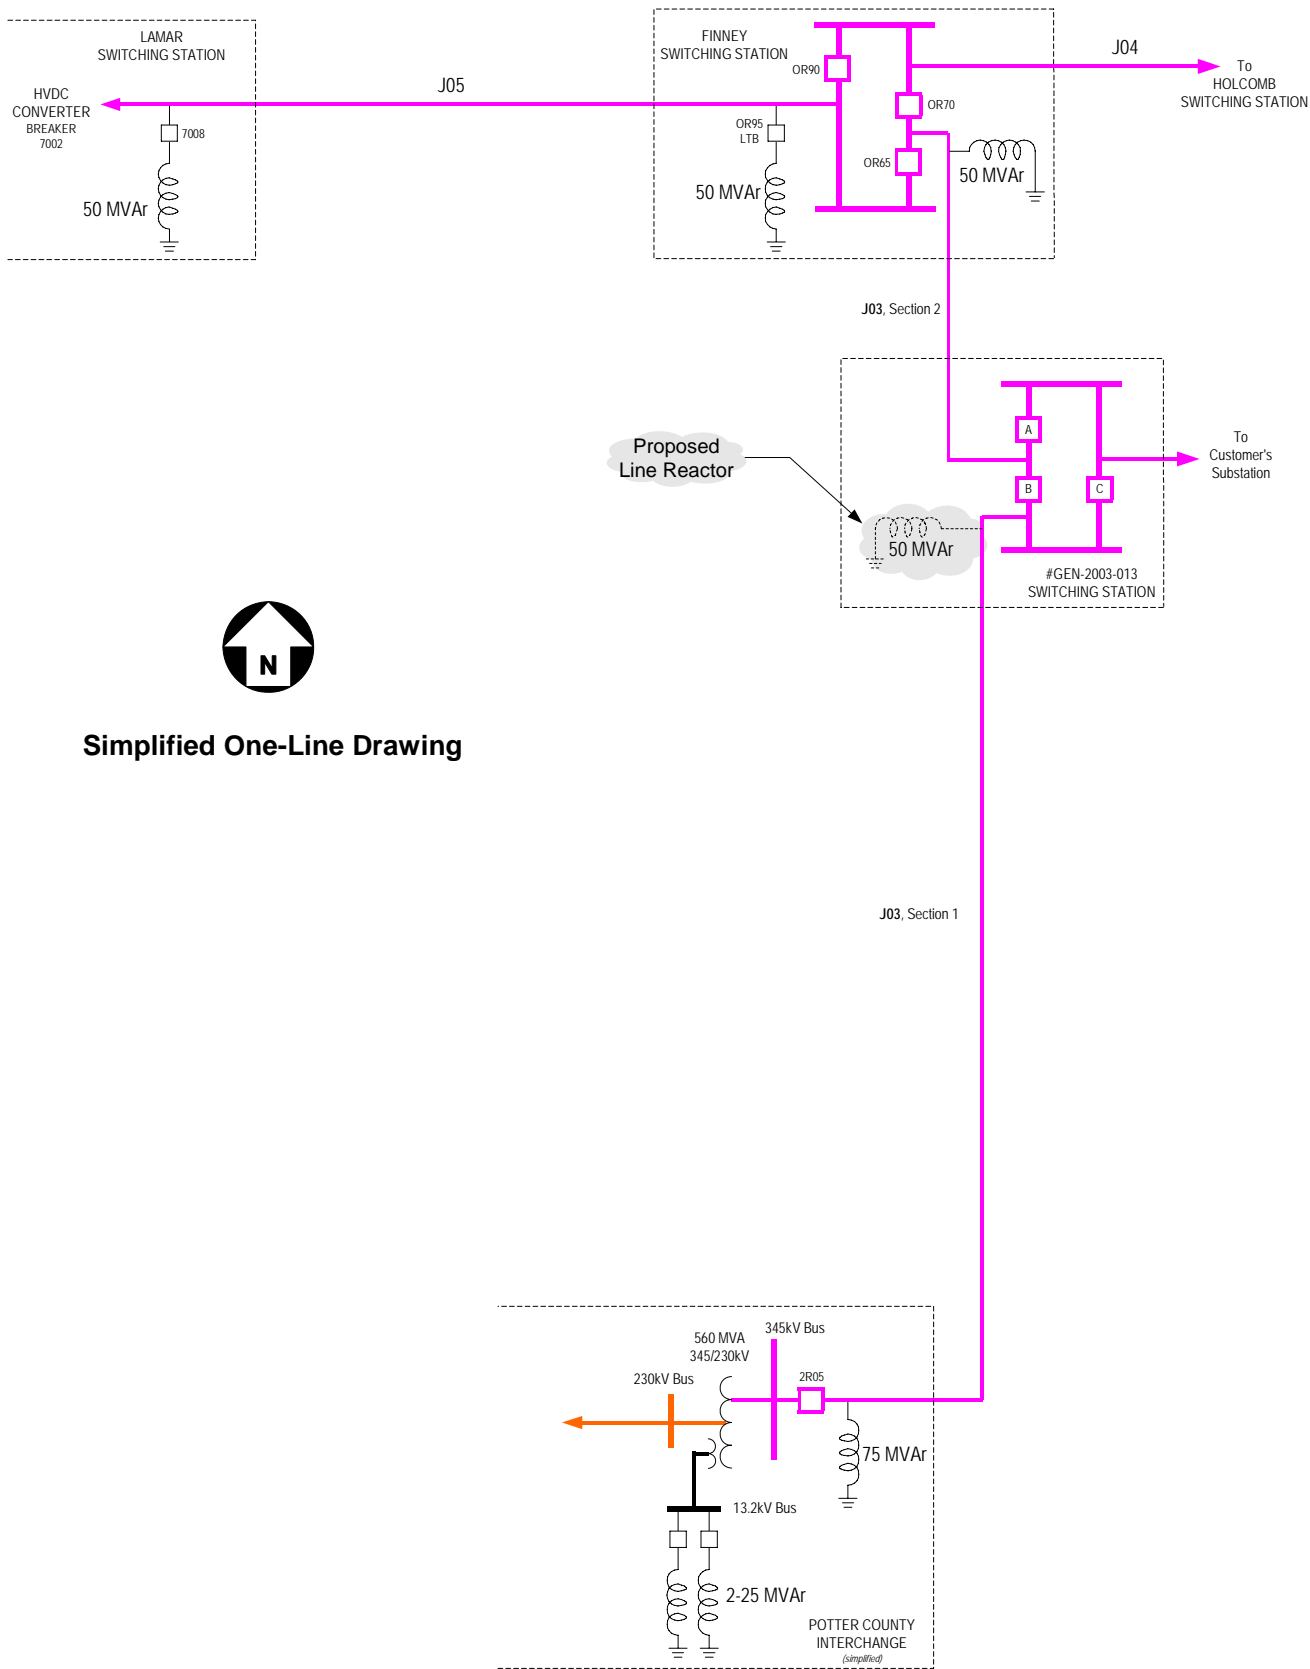 LAMAR
SWITCHING STATION
HVDC
CONVERTER
BREAKER
7002
7008
50 MVAr
J05
FINNEY
SWITCHING STATION
OR90
OR95
LTB
50 MVAr
OR70
OR65
50 MVAr
J04
To
HOLCOMB
SWITCHING STATION
J03, Section 2
Proposed
Line Reactor
A
B
C
To
Customer's
Substation
50 MVAr
#GEN-2003-013
SWITCHING STATION
N
Simplified One-Line Drawing
J03, Section 1
560 MVA
345/230kV
345kV Bus
230kV Bus
2R05
75 MVAr
13.2kV Bus
2-25 MVAr
POTTER COUNTY
INTERCHANGE
(simplified)